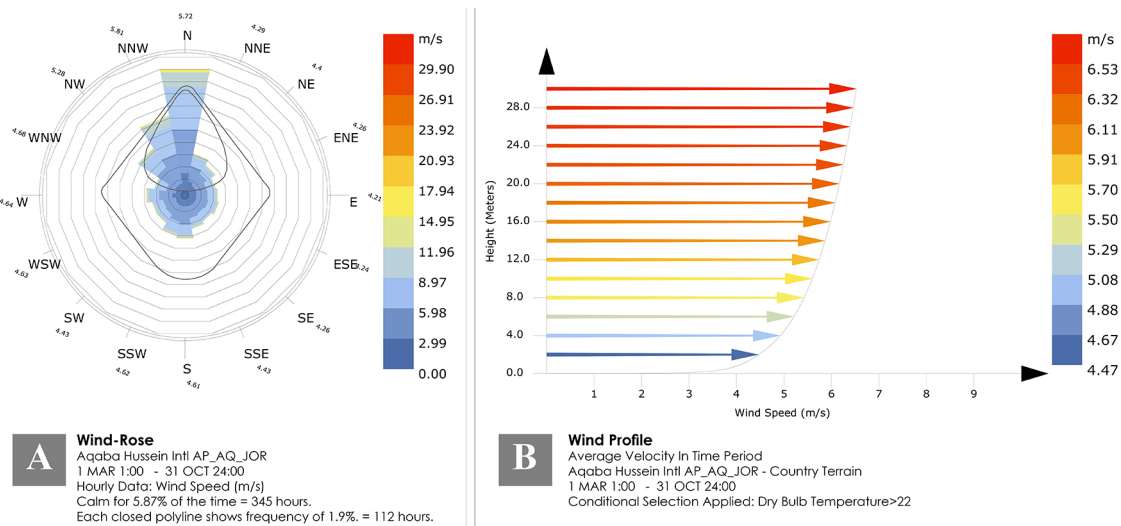 5.72
N
4.29
NNE
4.4
NE
4.26
ENE
4.21
E
ESE
SE
4.26
SSE
4.43
S
4.61
SSW
4.62
SW
4.43
WSW
4.63
W
4.64
WNW
4.68
NW
5.28
NNW
5.81
m/s
29.90
26.91
23.92
20.93
17.94
14.95
11.96
8.97
5.98
2.99
0.00
A
Wind-Rose
Aqaba Hussein Intl AP_AQ_JOR
1 MAR 1:00 - 31 OCT 24:00
Hourly Data: Wind Speed (m/s)
Calm for 5.87% of the time = 345 hours.
Each closed polyline shows frequency of 1.9%. = 112 hours.
Height (Meters)
28.0
24.0
20.0
16.0
12.0
8.0
4.0
0.0
1 2 3 4 5 6 7 8 9
Wind Speed (m/s)
m/s
6.53
6.32
6.11
5.91
5.70
5.50
5.29
5.08
4.88
4.67
4.47
B
Wind Profile
Average Velocity In Time Period
Aqaba Hussein Intl AP_AQ_JOR - Country Terrain
1 MAR 1:00 - 31 OCT 24:00
Conditional Selection Applied: Dry Bulb Temperature>22